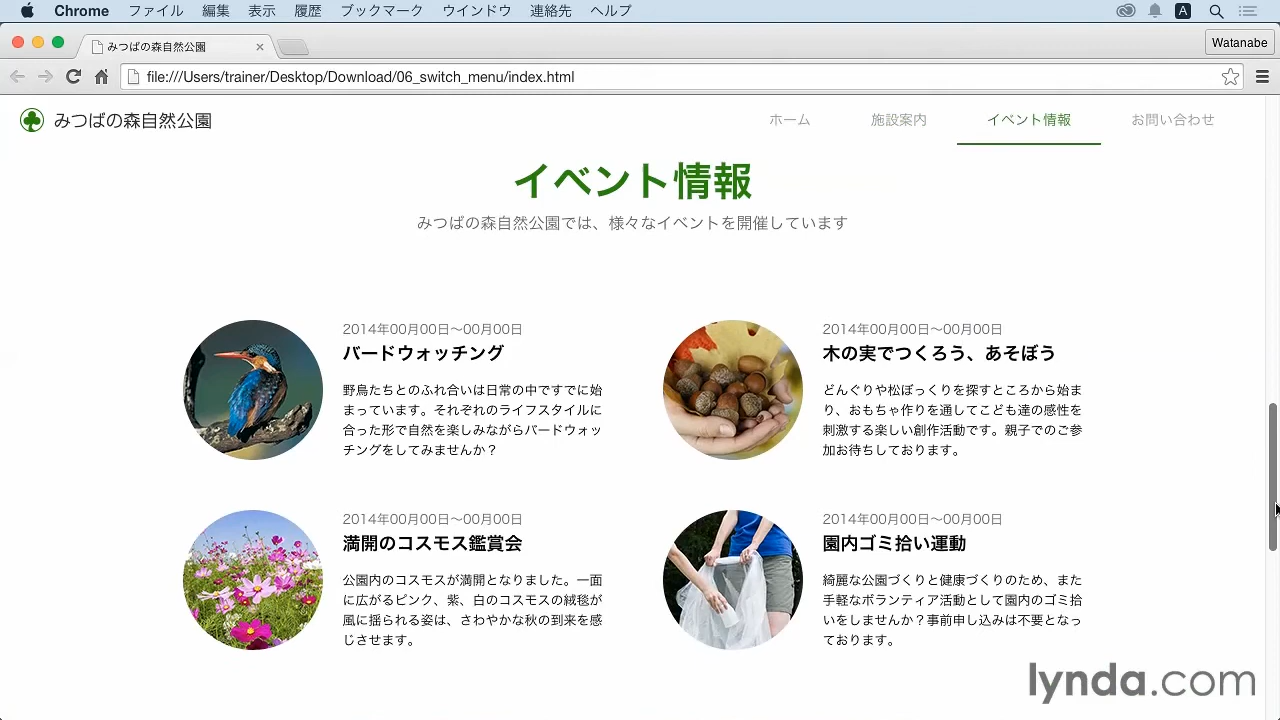 Chrome ファイル 編集 表示 履歴 ブックマーク ウインドウ 連絡先 ヘルプ A
みつばの森自然公園
Watanabe
file:///Users/trainer/Desktop/Download/06_switch_menu/index.html
みつばの森自然公園
ホーム 施設案内 イベント情報 お問い合わせ
イベント情報
みつばの森自然公園では、様々なイベントを開催しています
2014年00月00日〜00月00日
バードウォッチング
野鳥たちとのふれ合いは日常の中ですでに始
まっています。それぞれのライフスタイルに
合った形で自然を楽しみながらバードウォッ
チングをしてみませんか？
2014年00月00日〜00月00日
木の実でつくろう、あそぼう
どんぐりや松ぼっくりを探すところから始ま
り、おもちゃ作りを通してこども達の感性を
刺激する楽しい創作活動です。親子でのご参
加お待ちしております。
2014年00月00日〜00月00日
満開のコスモス鑑賞会
公園内のコスモスが満開となりました。一面
に広がるピンク、紫、白のコスモスの絨毯が
風に揺られる姿は、さわやかな秋の到来を感
じさせます。
2014年00月00日〜00月00日
園内ゴミ拾い運動
綺麗な公園づくりと健康づくりのため、また
手軽なボランティア活動として園内のゴミ拾
いをしませんか？事前申し込みは不要となっ
ております。
lynda.com